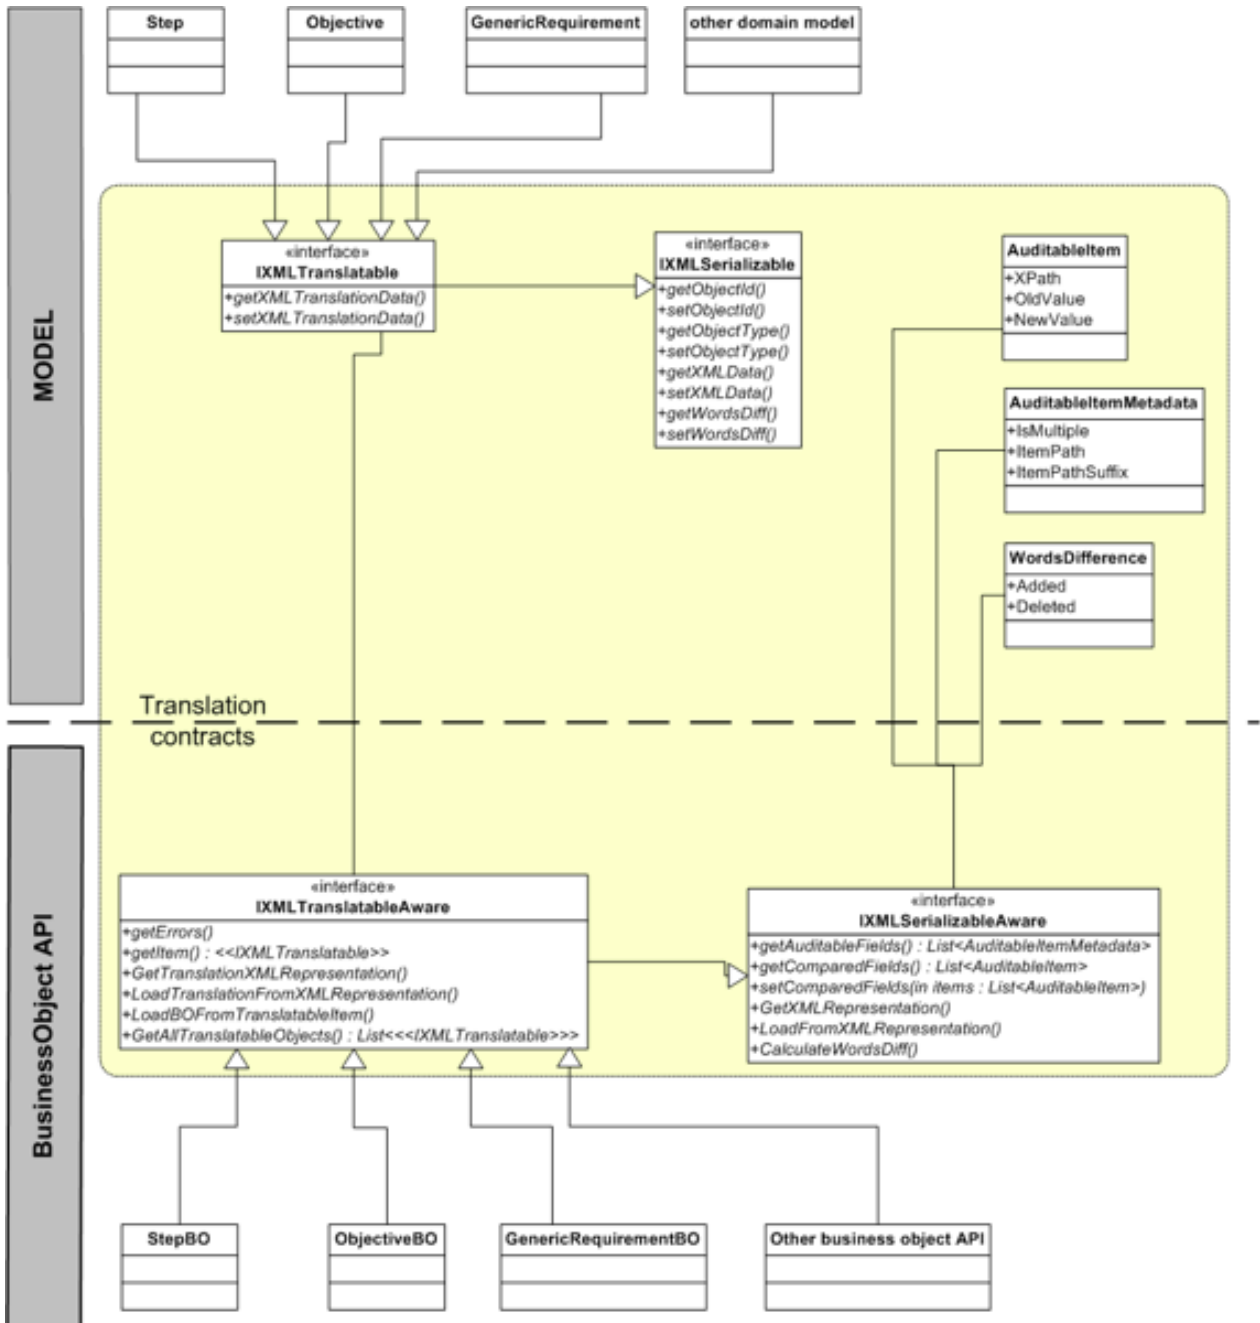 MODEL
Step
Objective
GenericRequirement
other domain model
«interface»
IXMLTranslatable
+getXMLTranslationData()
+setXMLTranslationData()
«interface»
IXMLSerializable
+getObjectId()
+setObjectId()
+getObjectType()
+setObjectType()
+getXMLData()
+setXMLData()
+getWordsDiff()
+setWordsDiff()
AuditableItem
+XPath
+OldValue
+NewValue
AuditableItemMetadata
+IsMultiple
+ItemPath
+ItemPathSuffix
WordsDifference
+Added
+Deleted
Translation
contracts
BusinessObject API
«interface»
IXMLTranslatableAware
+getErrors()
+getItem() : <<IXMLTranslatable>>
+GetTranslationXMLRepresentation()
+LoadTranslationFromXMLRepresentation()
+LoadBOFromTranslatableItem()
+GetAllTranslatableObjects() : List<<<IXMLTranslatable>>>
«interface»
IXMLSerializableAware
+getAuditableFields() : List<AuditableItemMetadata>
+getComparedFields() : List<AuditableItem>
+setComparedFields(in items : List<AuditableItem>)
+GetXMLRepresentation()
+LoadFromXMLRepresentation()
+CalculateWordsDiff()
StepBO
ObjectiveBO
GenericRequirementBO
Other business object API